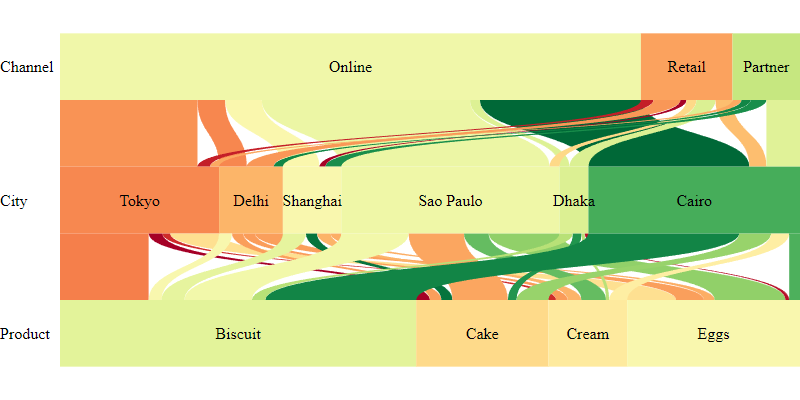 Channel Online Retail Partner
City Tokyo Delhi Shanghai Sao Paulo Dhaka Cairo
Product Biscuit Cake Cream Eggs